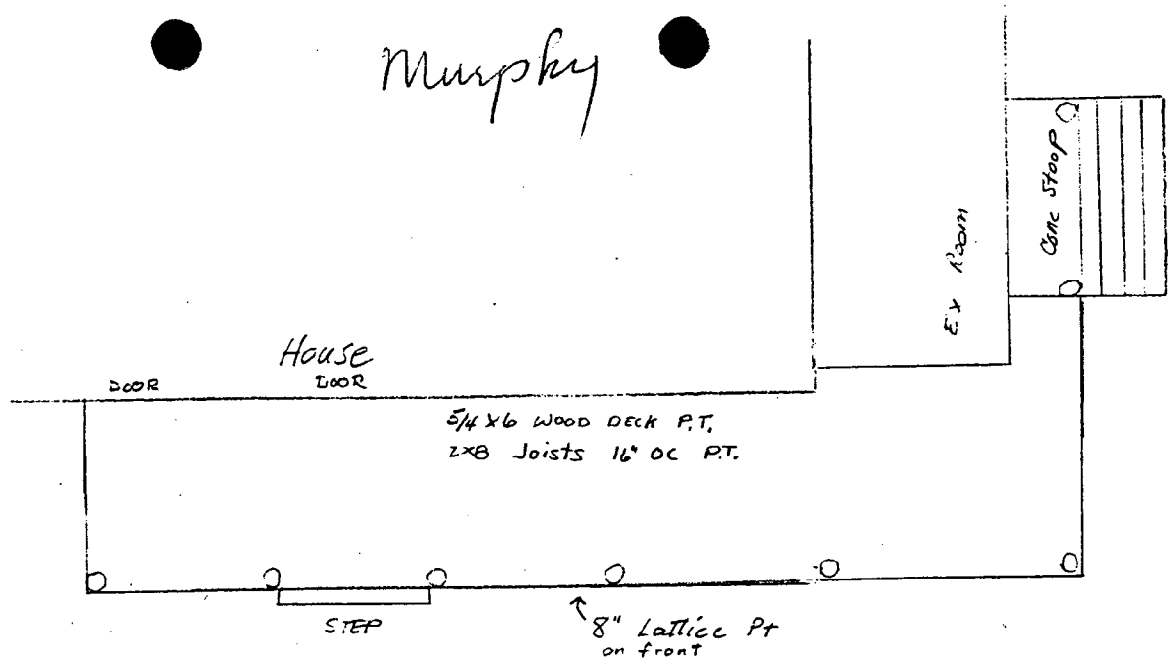 Murphy
Conc Stoop
Ex Room
House
DOOR
DOOR
5/4 x 6 WOOD DECK P.T.
2x8 Joists 16" OC P.T.
STEP
8" Lattice Pt
on front